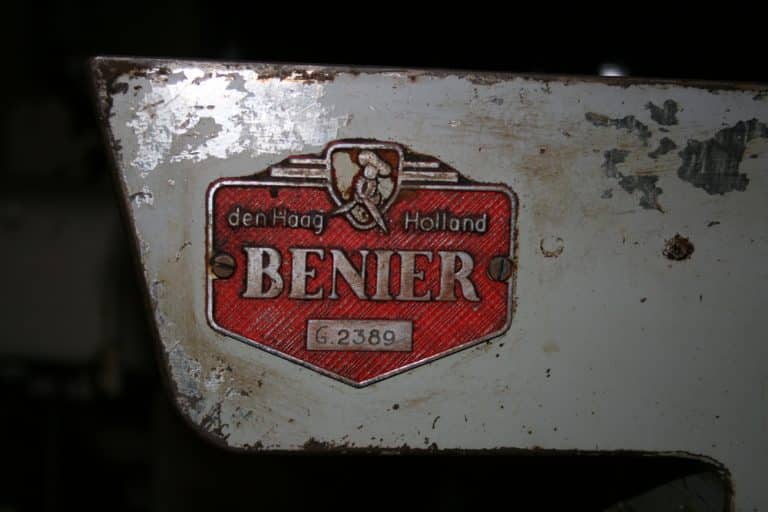 den Haag Holland
BENIER
G.2389